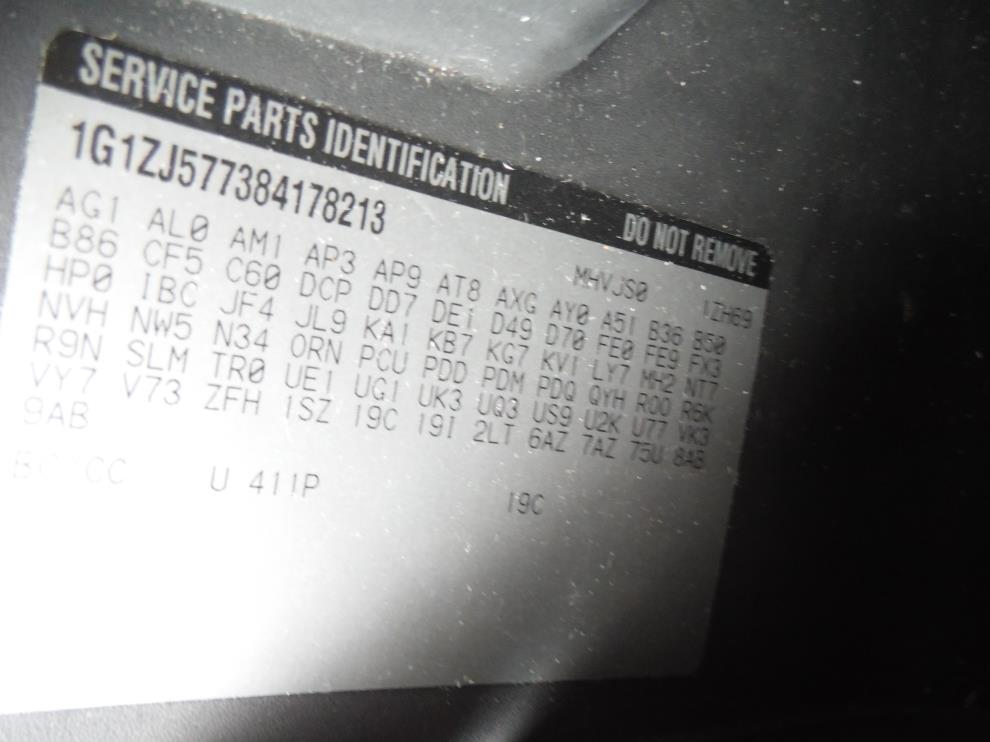 SERVICE PARTS IDENTIFICATION DO NOT REMOVE
1G1ZJ577384178213 MHVJS0 1ZH69
AG1 AL0 AM1 AP3 AP9 AT8 AXG AY0 A51 B36 B50
B86 CF5 C60 DCP DD7 DE1 D49 D70 FE0 FE9 FX3
HP0 IBC JF4 JL9 KA1 KB7 KG7 KV1 LY7 MH2 NT7
NVH NW5 N34 ORN PCU PDD PDM PDQ QYH R00 R6K
R9N SLM TR0 UE1 UG1 UK3 UQ3 US9 U2K U77 VK3
VY7 V73 ZFH 1SZ 19C 19I 2LT 6AZ 7AZ 75U 8AB
9AB
U 411P 19C